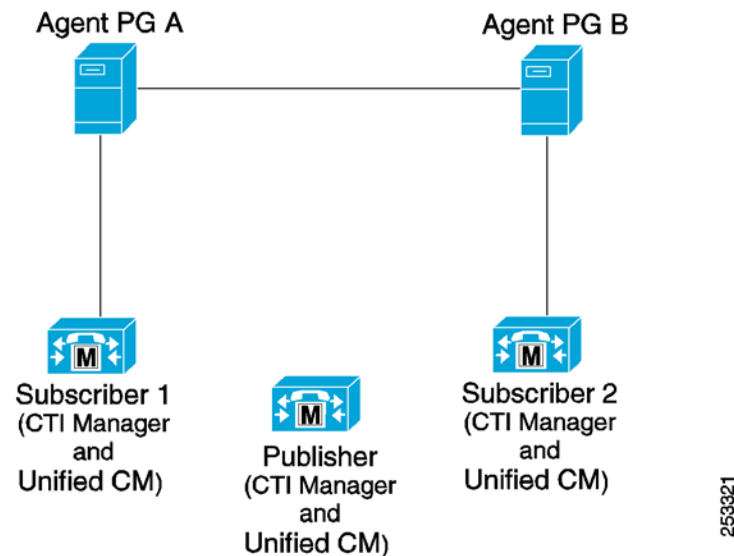 Agent PG A
Agent PG B
M
Subscriber 1
(CTI Manager
and
Unified CM)
M
Publisher
(CTI Manager
and
Unified CM)
M
Subscriber 2
(CTI Manager
and
Unified CM)
253321